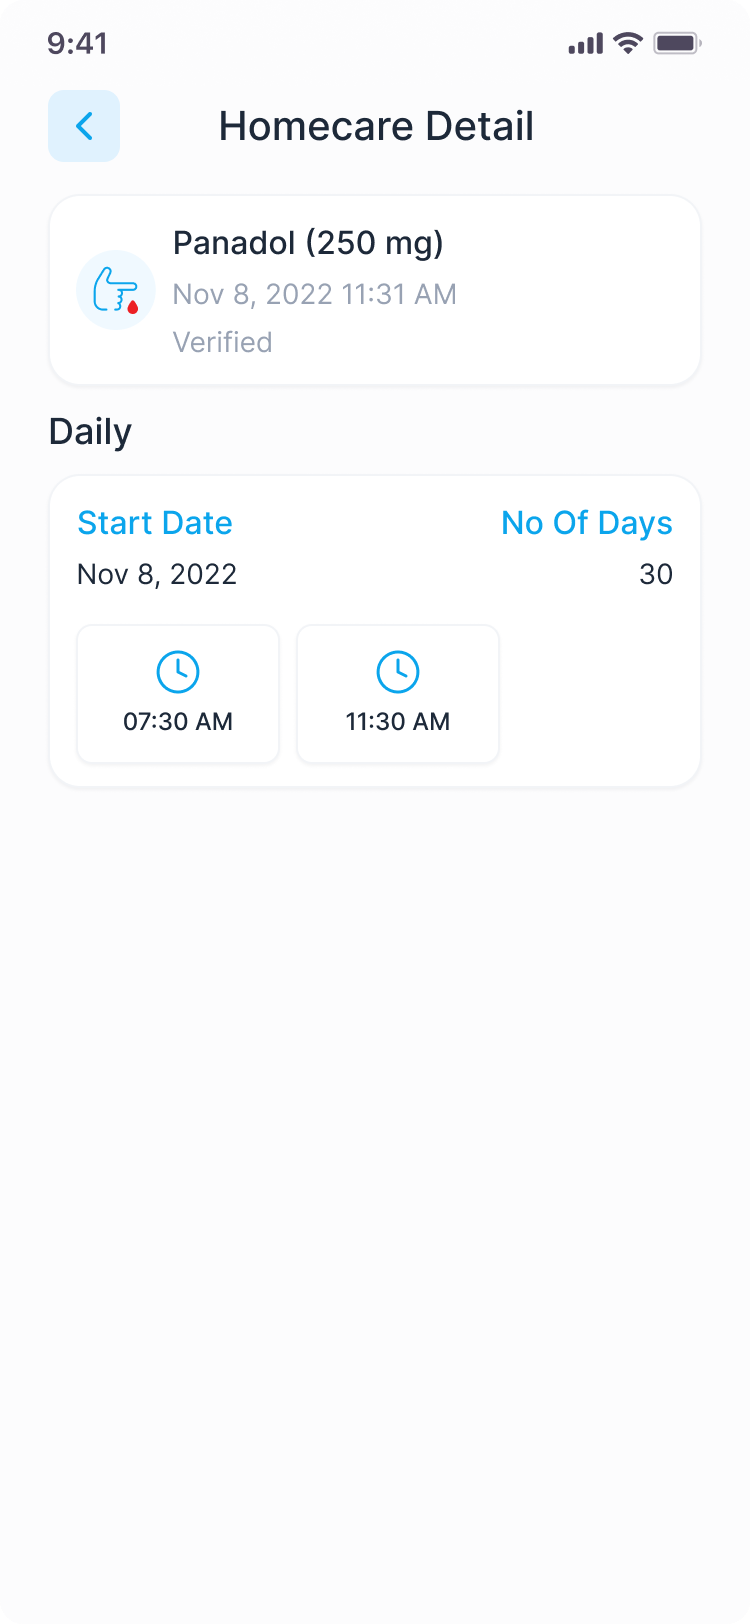 9:41
Homecare Detail
Panadol (250 mg)
Nov 8, 2022 11:31 AM
Verified
Daily
Start Date No Of Days
Nov 8, 2022 30
07:30 AM 11:30 AM